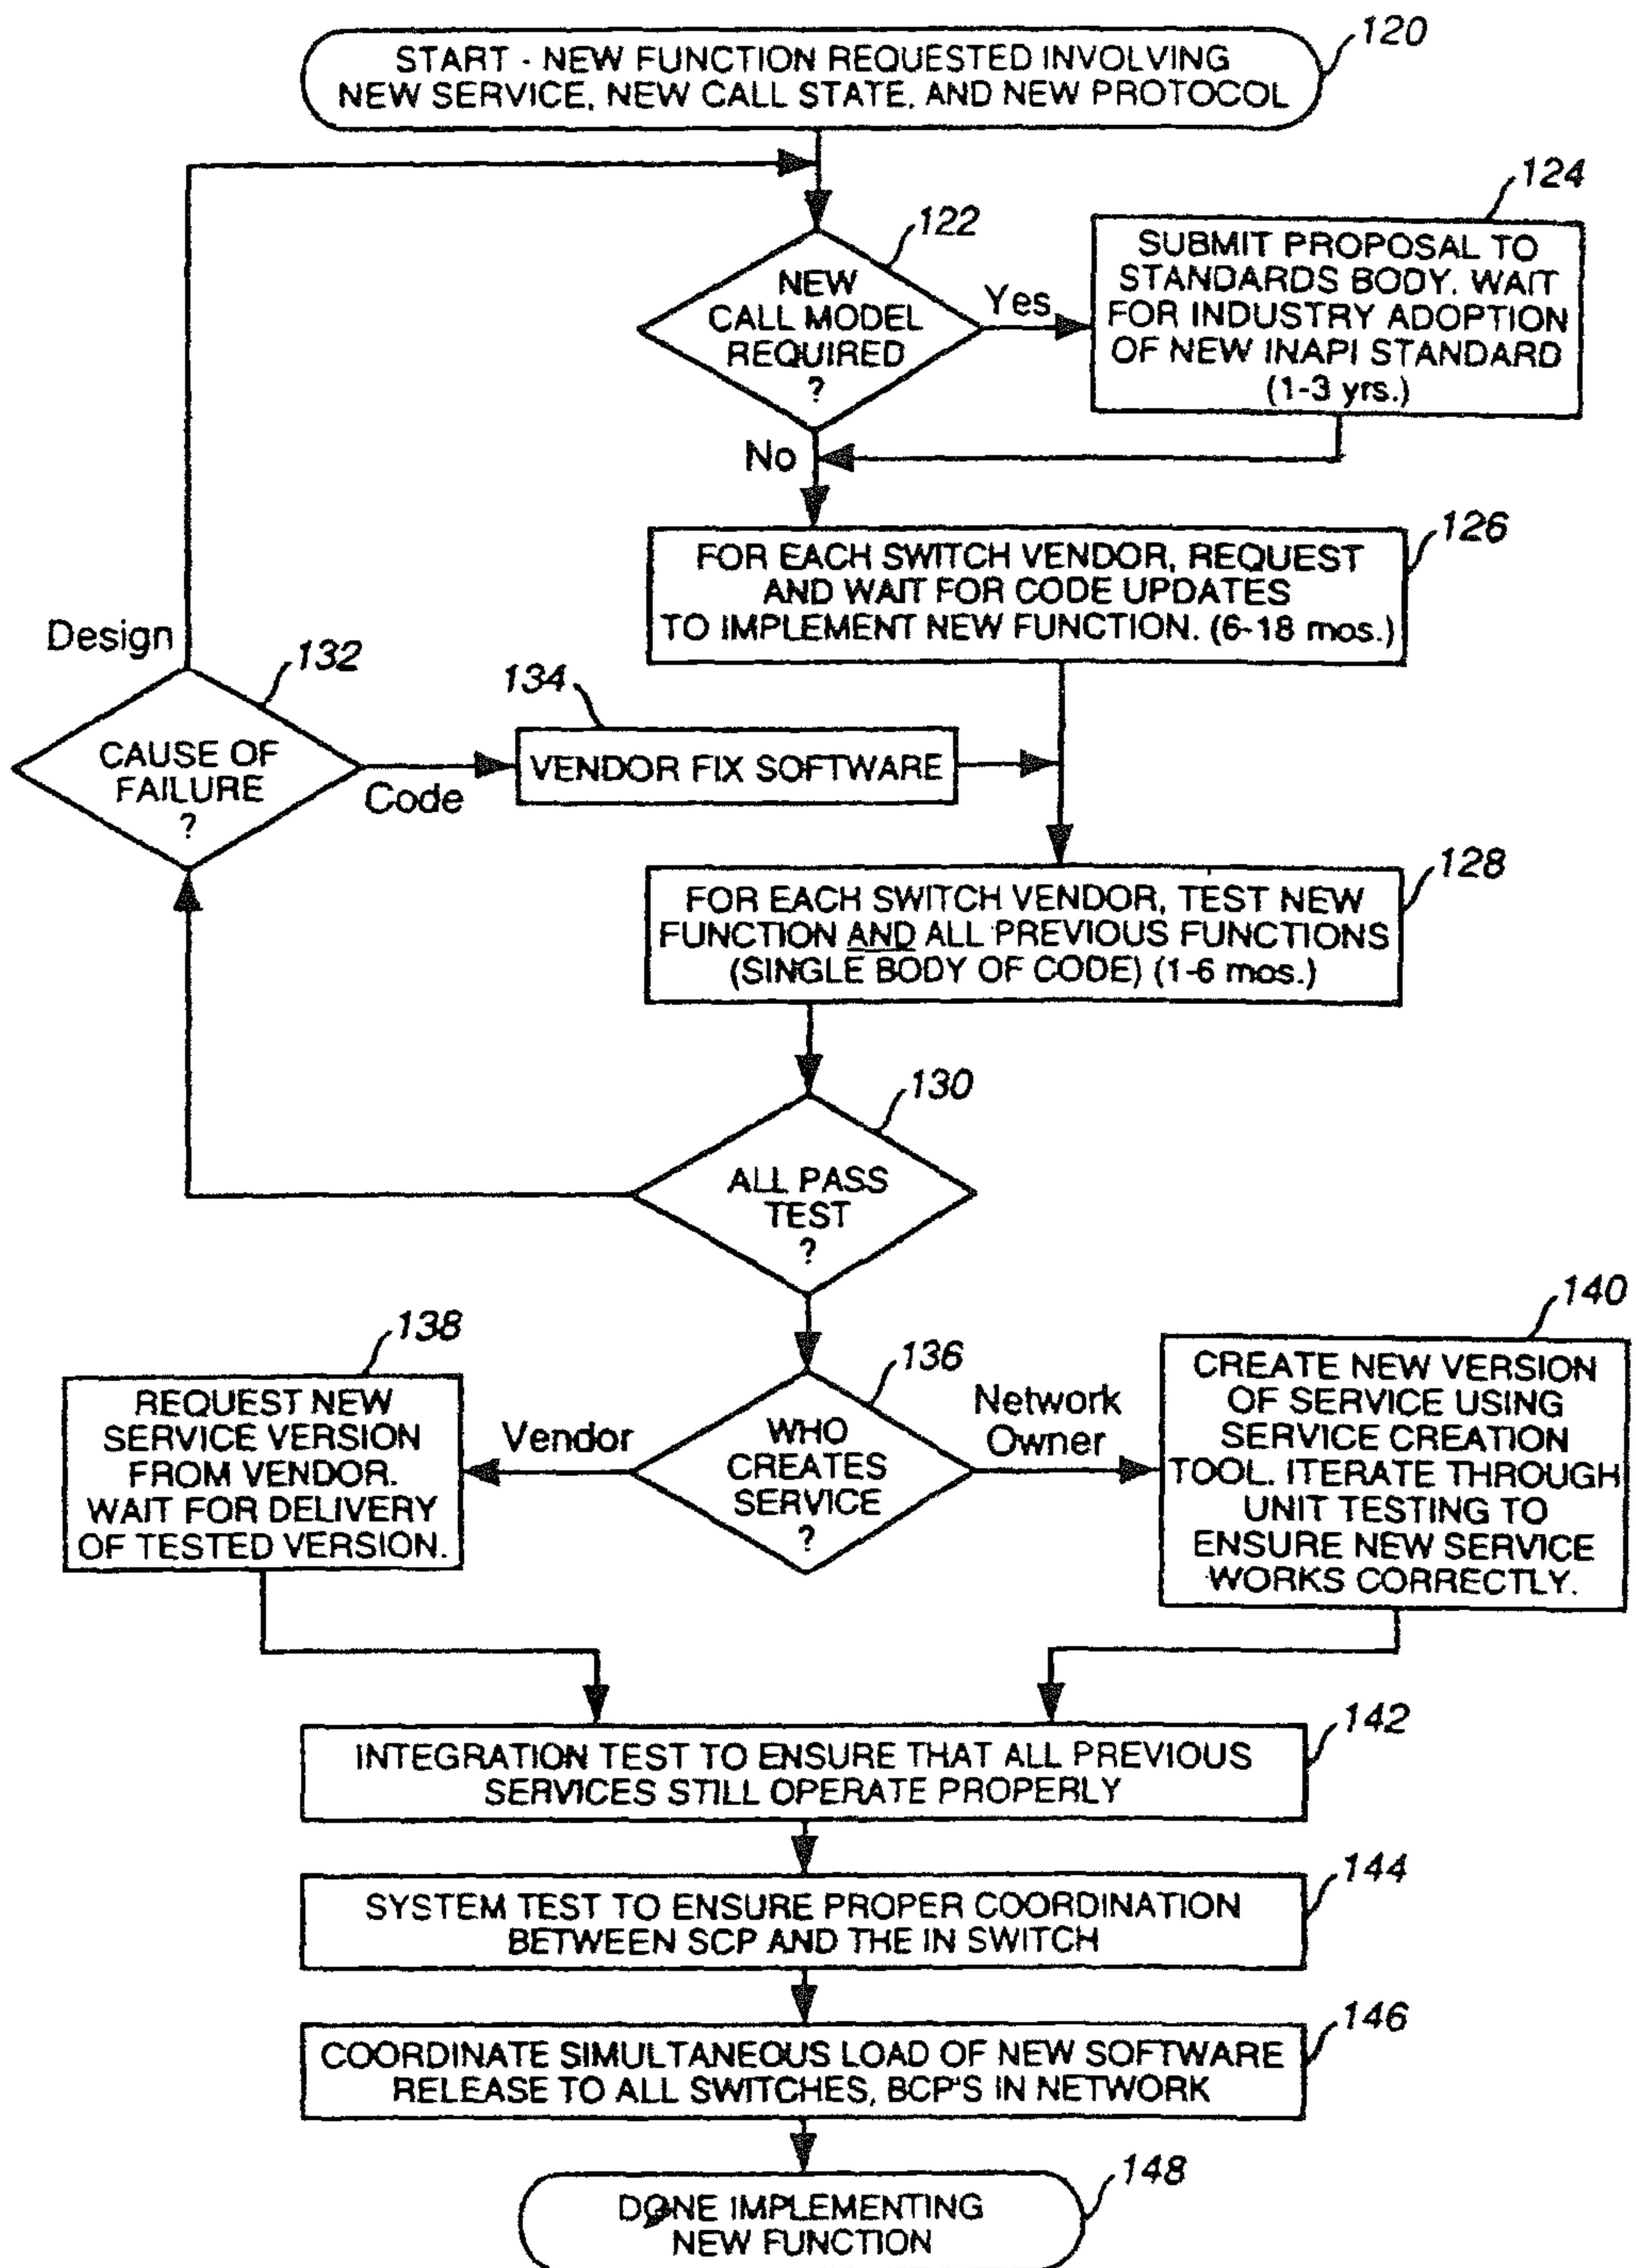 120
START - NEW FUNCTION REQUESTED INVOLVING
NEW SERVICE, NEW CALL STATE, AND NEW PROTOCOL
122
NEW
CALL MODEL
REQUIRED
?
Yes
No
124
SUBMIT PROPOSAL TO
STANDARDS BODY. WAIT
FOR INDUSTRY ADOPTION
OF NEW INAPI STANDARD
(1-3 yrs.)
126
FOR EACH SWITCH VENDOR, REQUEST
AND WAIT FOR CODE UPDATES
TO IMPLEMENT NEW FUNCTION. (6-18 mos.)
Design
132
CAUSE OF
FAILURE
?
Code
134
VENDOR FIX SOFTWARE
128
FOR EACH SWITCH VENDOR, TEST NEW
FUNCTION AND ALL PREVIOUS FUNCTIONS
(SINGLE BODY OF CODE) (1-6 mos.)
130
ALL PASS
TEST
?
136
WHO
CREATES
SERVICE
?
Vendor
Network
Owner
138
REQUEST NEW
SERVICE VERSION
FROM VENDOR.
WAIT FOR DELIVERY
OF TESTED VERSION.
140
CREATE NEW VERSION
OF SERVICE USING
SERVICE CREATION
TOOL. ITERATE THROUGH
UNIT TESTING TO
ENSURE NEW SERVICE
WORKS CORRECTLY.
142
INTEGRATION TEST TO ENSURE THAT ALL PREVIOUS
SERVICES STILL OPERATE PROPERLY
144
SYSTEM TEST TO ENSURE PROPER COORDINATION
BETWEEN SCP AND THE IN SWITCH
146
COORDINATE SIMULTANEOUS LOAD OF NEW SOFTWARE
RELEASE TO ALL SWITCHES, BCP'S IN NETWORK
148
DONE IMPLEMENTING
NEW FUNCTION